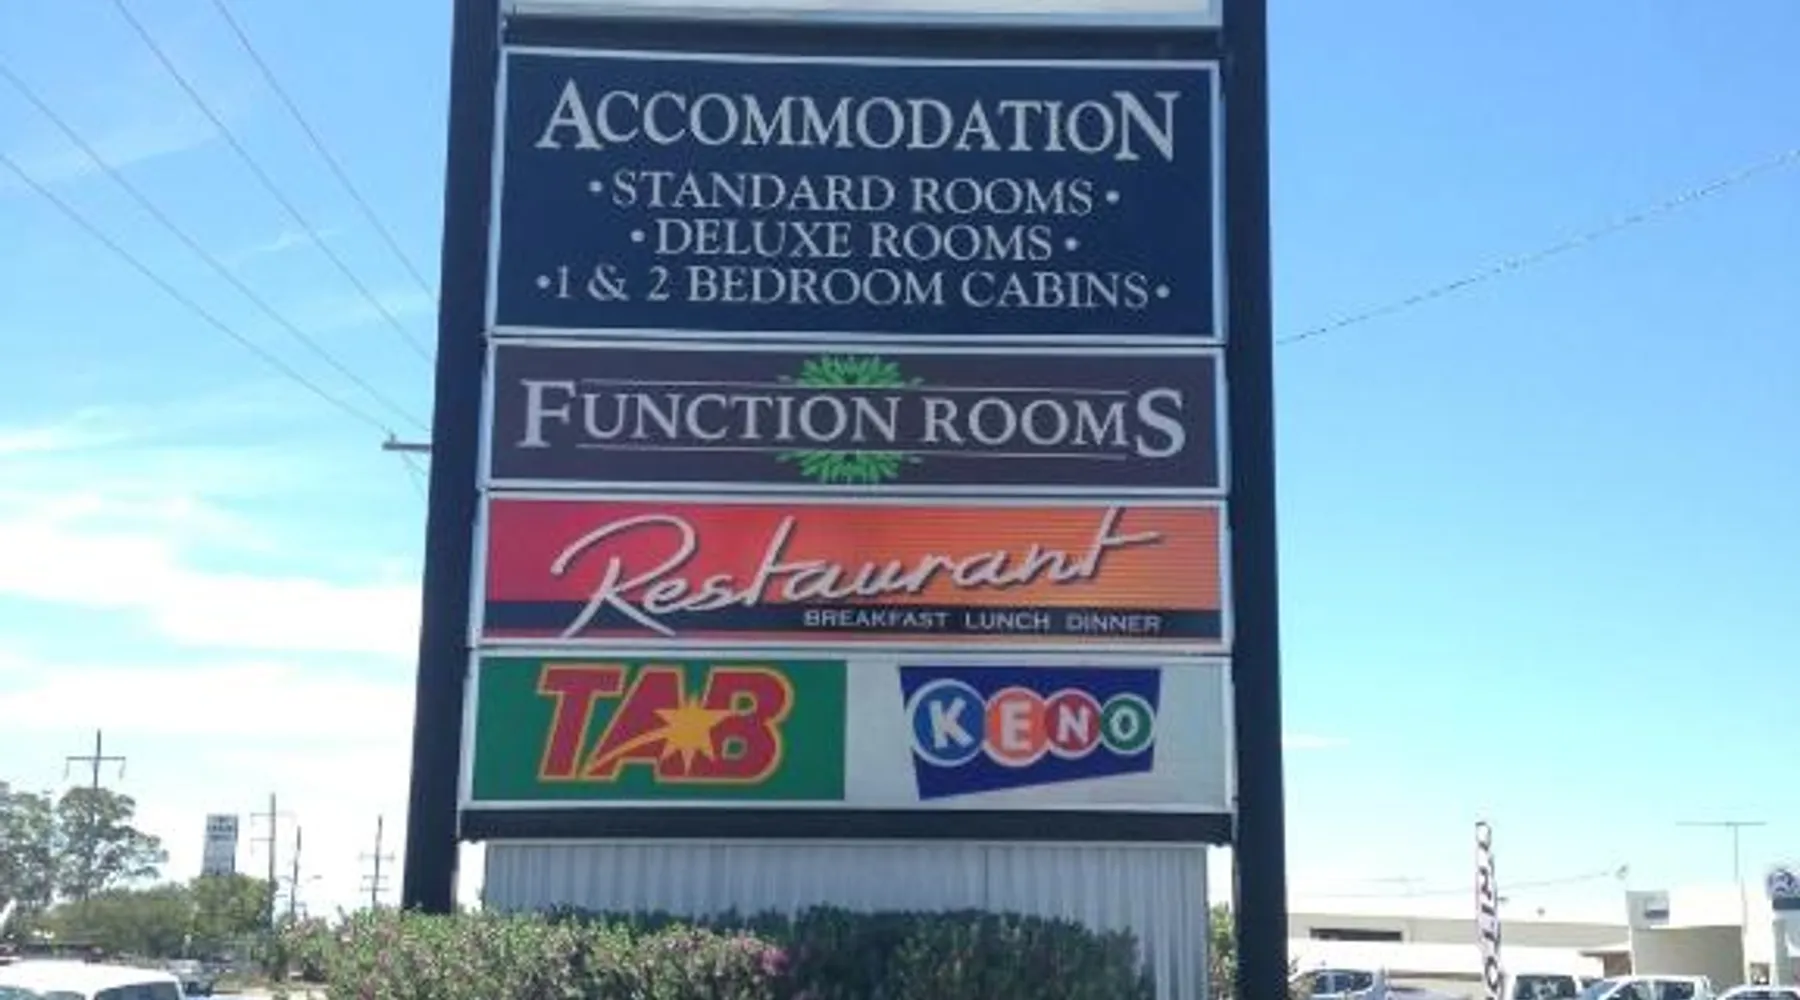 ACCOMMODATION
• STANDARD ROOMS •
• DELUXE ROOMS •
• 1 & 2 BEDROOM CABINS •
FUNCTION ROOMS
Restaurant
BREAKFAST LUNCH DINNER
TAB
KENO